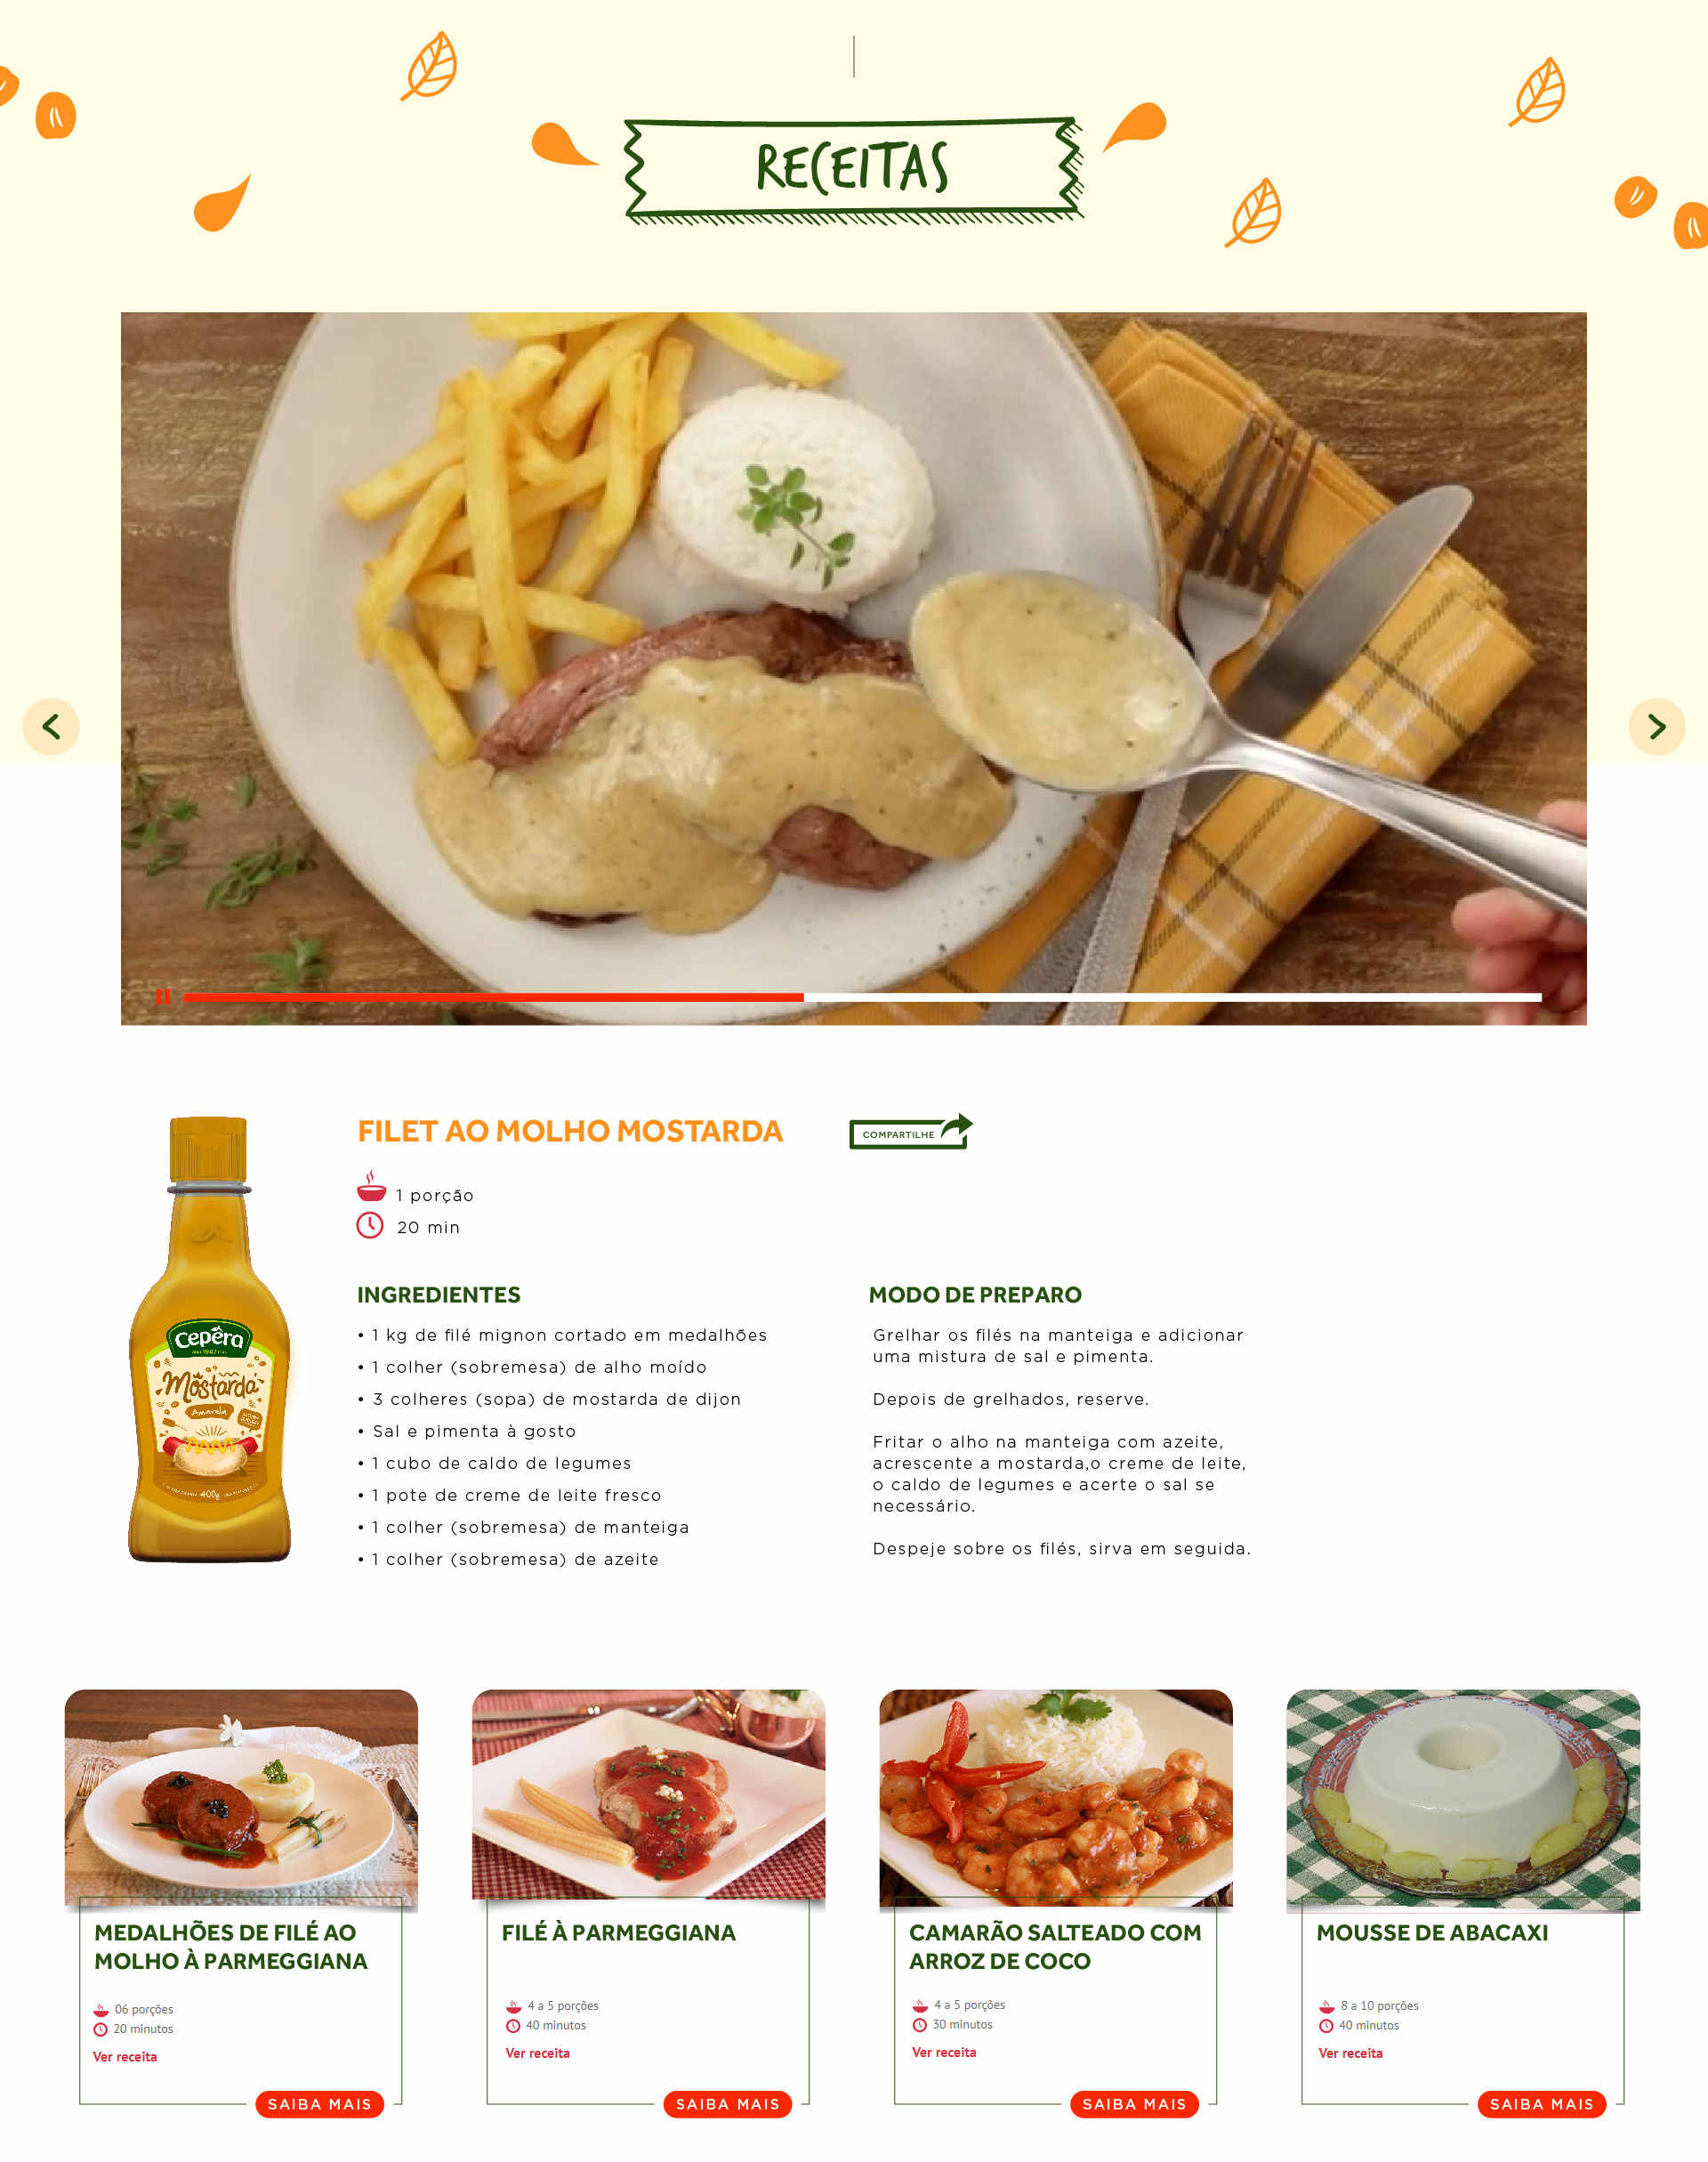 RECEITAS
FILET AO MOLHO MOSTARDA
COMPARTILHE
1 porção
20 min
cepêra
Mostarda
Amarela
400g
INGREDIENTES
• 1 kg de filé mignon cortado em medalhões
• 1 colher (sobremesa) de alho moído
• 3 colheres (sopa) de mostarda de dijon
• Sal e pimenta à gosto
• 1 cubo de caldo de legumes
• 1 pote de creme de leite fresco
• 1 colher (sobremesa) de manteiga
• 1 colher (sobremesa) de azeite
MODO DE PREPARO
Grelhar os filés na manteiga e adicionar
uma mistura de sal e pimenta.
Depois de grelhados, reserve.
Fritar o alho na manteiga com azeite,
acrescente a mostarda,o creme de leite,
o caldo de legumes e acerte o sal se
necessário.
Despeje sobre os filés, sirva em seguida.
MEDALHÕES DE FILÉ AO
MOLHO À PARMEGGIANA
06 porções
20 minutos
Ver receita
SAIBA MAIS
FILÉ À PARMEGGIANA
4 a 5 porções
40 minutos
Ver receita
SAIBA MAIS
CAMARÃO SALTEADO COM
ARROZ DE COCO
4 a 5 porções
30 minutos
Ver receita
SAIBA MAIS
MOUSSE DE ABACAXI
8 a 10 porções
40 minutos
Ver receita
SAIBA MAIS